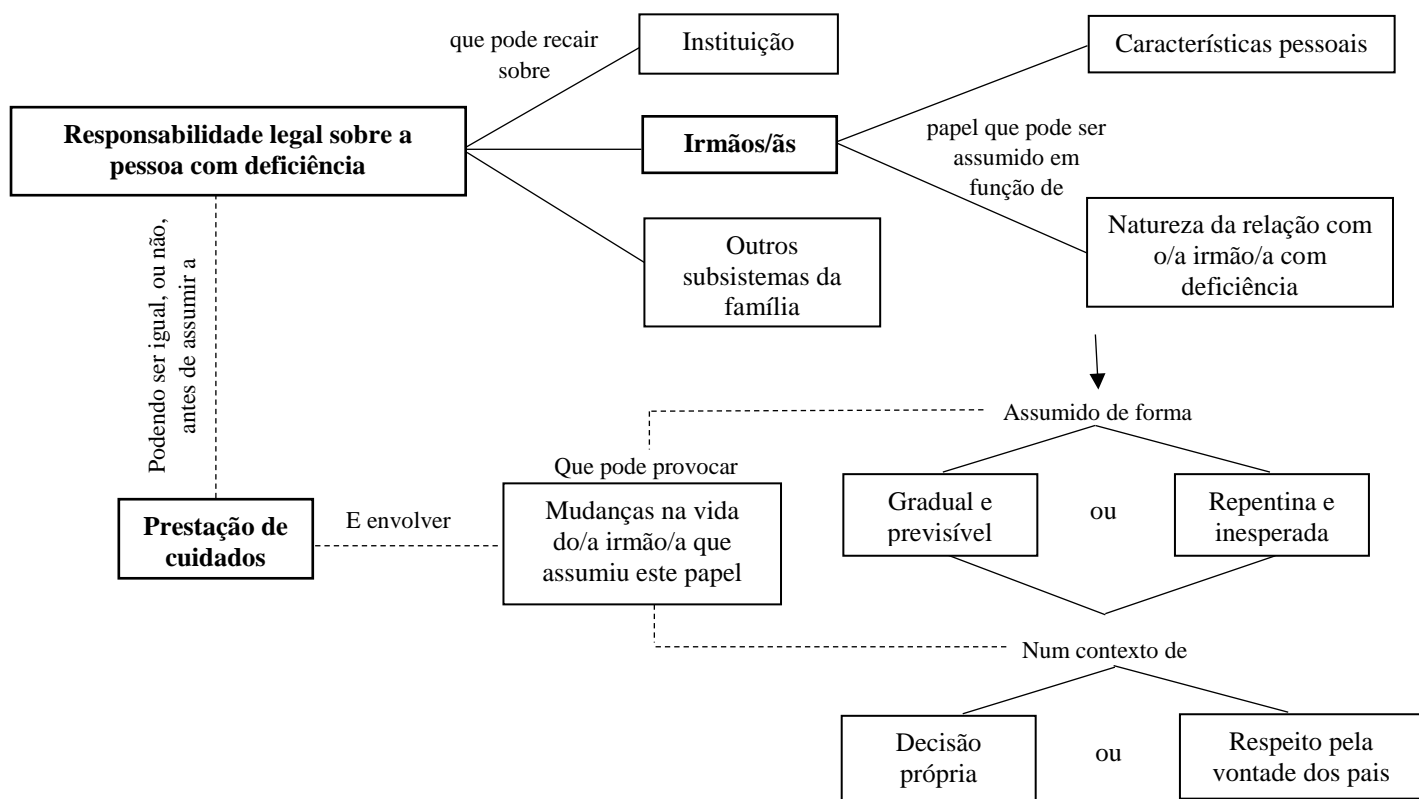 que pode recair
sobre
Instituição
Características pessoais
Responsabilidade legal sobre a
pessoa com deficiência
Irmãos/ãs
papel que pode ser
assumido em
função de
Outros
subsistemas da
família
Natureza da relação com
o/a irmão/a com
deficiência
Podendo ser igual, ou não,
antes de assumir a
Assumido de forma
Que pode provocar
Gradual e
previsível
ou
Repentina e
inesperada
Prestação de
cuidados
E envolver
Mudanças na vida
do/a irmão/a que
assumiu este papel
Num contexto de
Decisão
própria
ou
Respeito pela
vontade dos pais